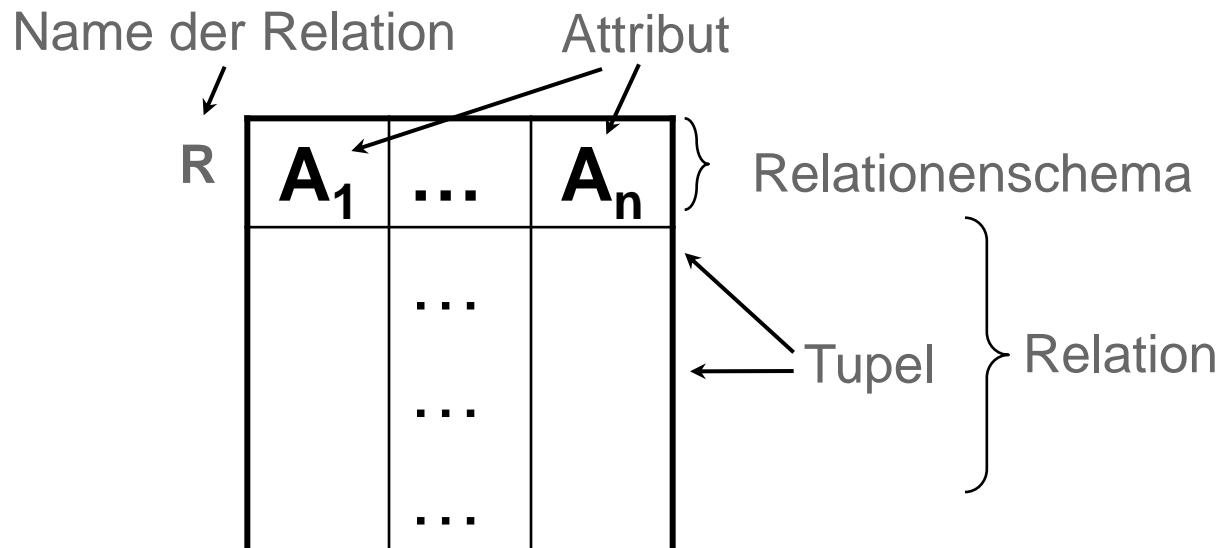 Name der Relation Attribut
R A₁ ... Aₙ Relationenschema
...
Tupel Relation
...
...